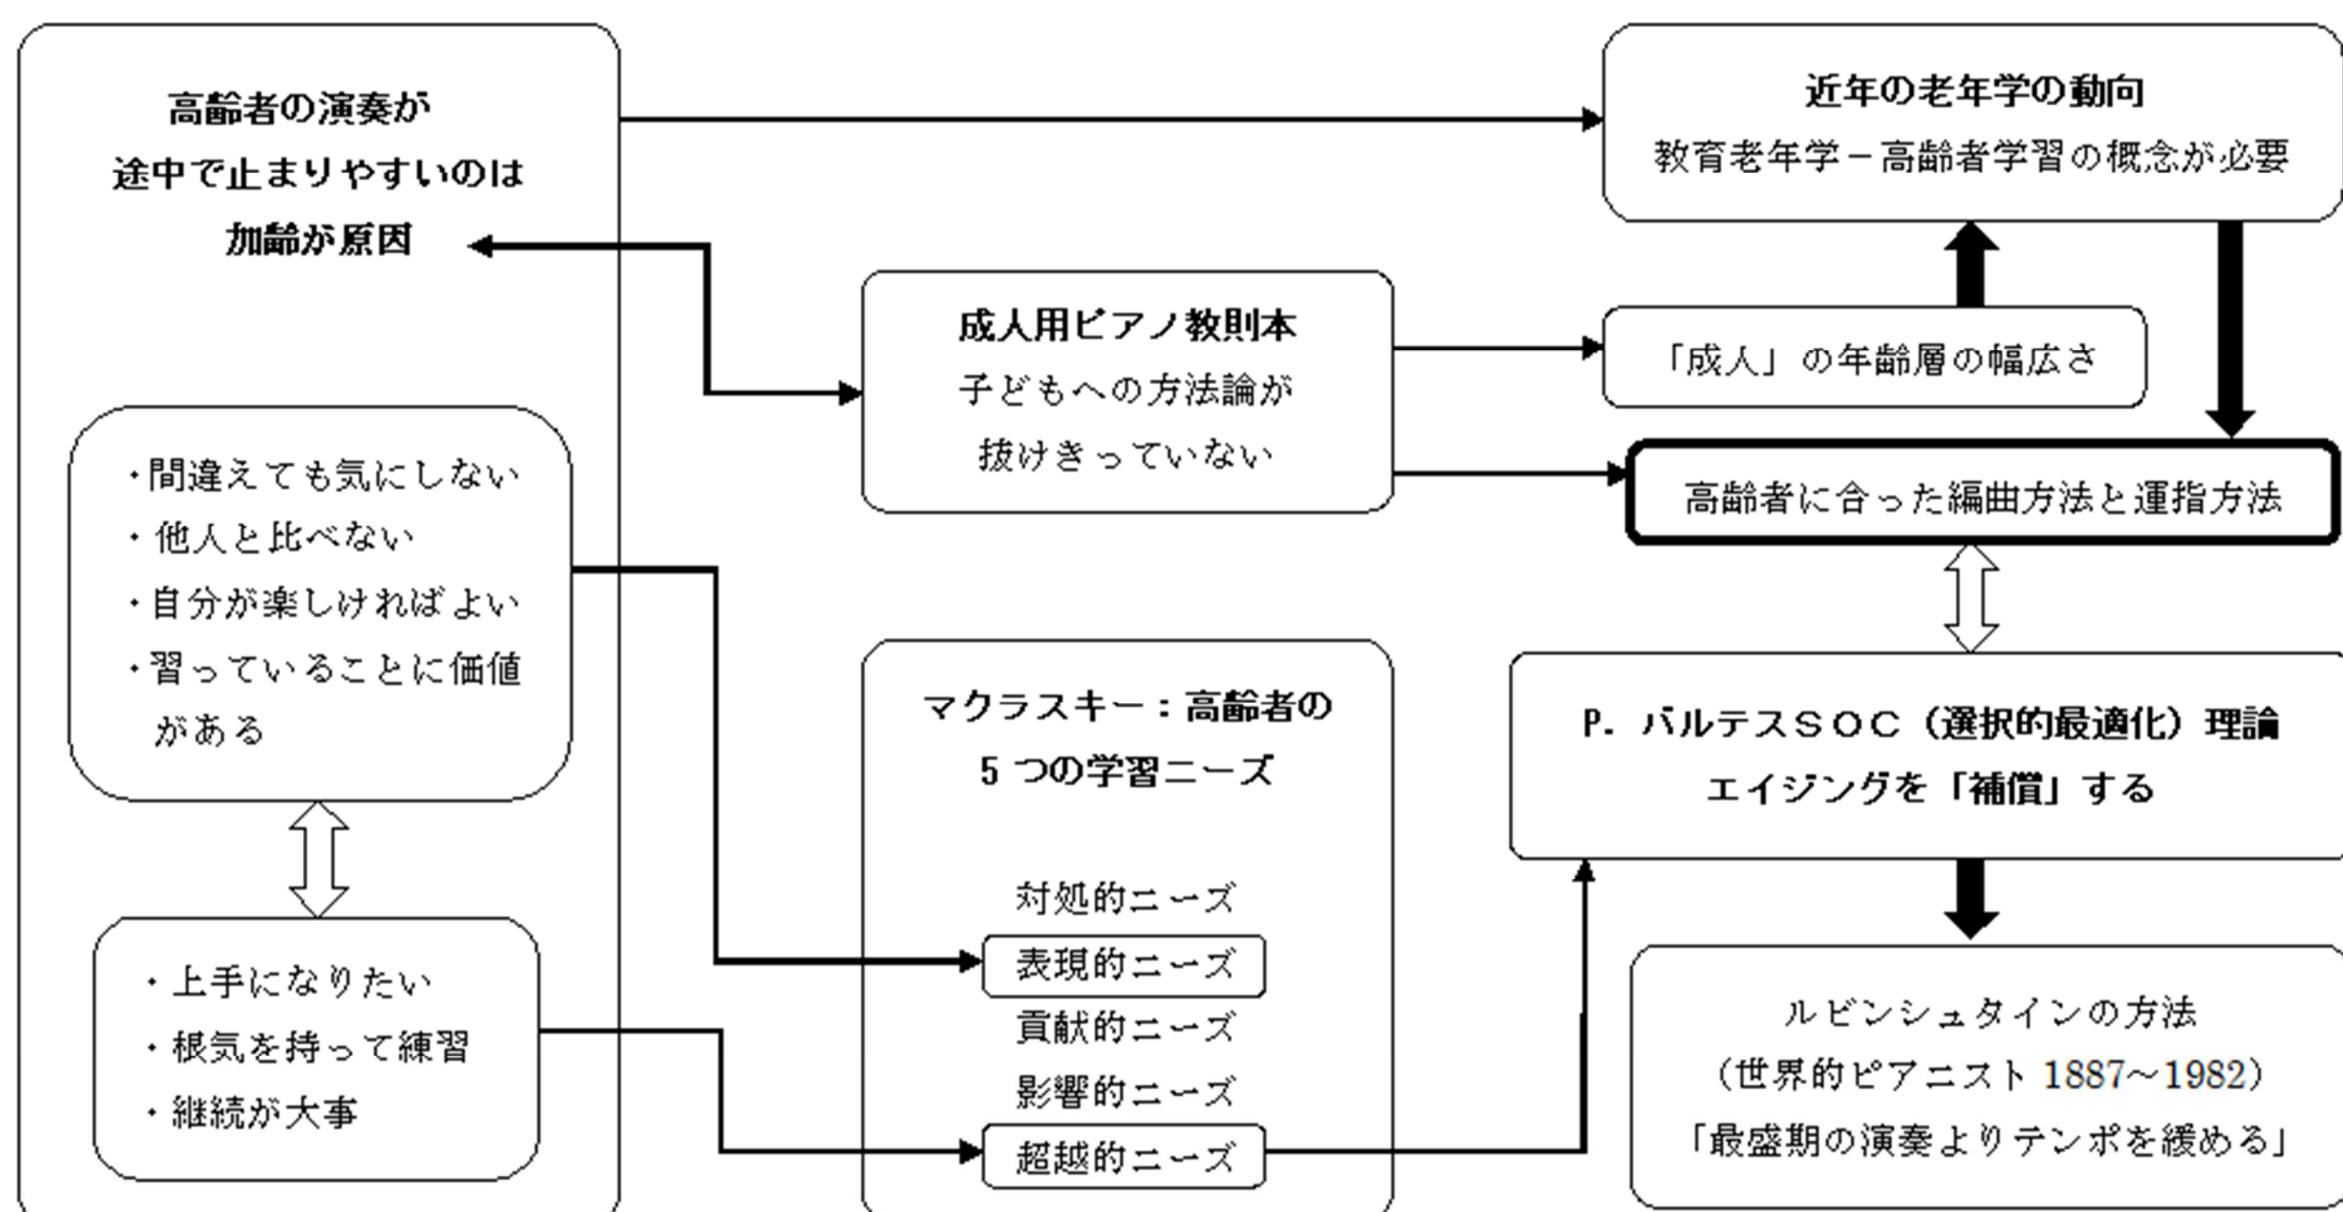 高齢者の演奏が
途中で止まりやすいのは
加齢が原因
・間違えても気にしない
・他人と比べない
・自分が楽しければよい
・習っていることに価値
がある
・上手になりたい
・根気を持って練習
・継続が大事
成人用ピアノ教則本
子どもへの方法論が
抜けきっていない
マクラスキー：高齢者の
5つの学習ニーズ
対処的ニーズ
表現的ニーズ
貢献的ニーズ
影響的ニーズ
超越的ニーズ
近年の老年学の動向
教育老年学－高齢者学習の概念が必要
「成人」の年齢層の幅広さ
高齢者に合った編曲方法と運指方法
P. バルテスＳＯＣ（選択的最適化）理論
エイジングを「補償」する
ルビンシュタインの方法
（世界的ピアニスト 1887～1982）
「最盛期の演奏よりテンポを緩める」